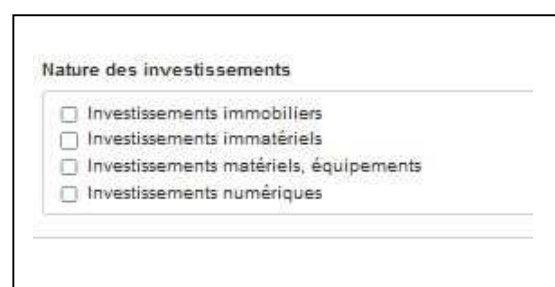 Nature des investissements
Investissements immobiliers
Investissements immatériels
Investissements matériels, équipements
Investissements numériques